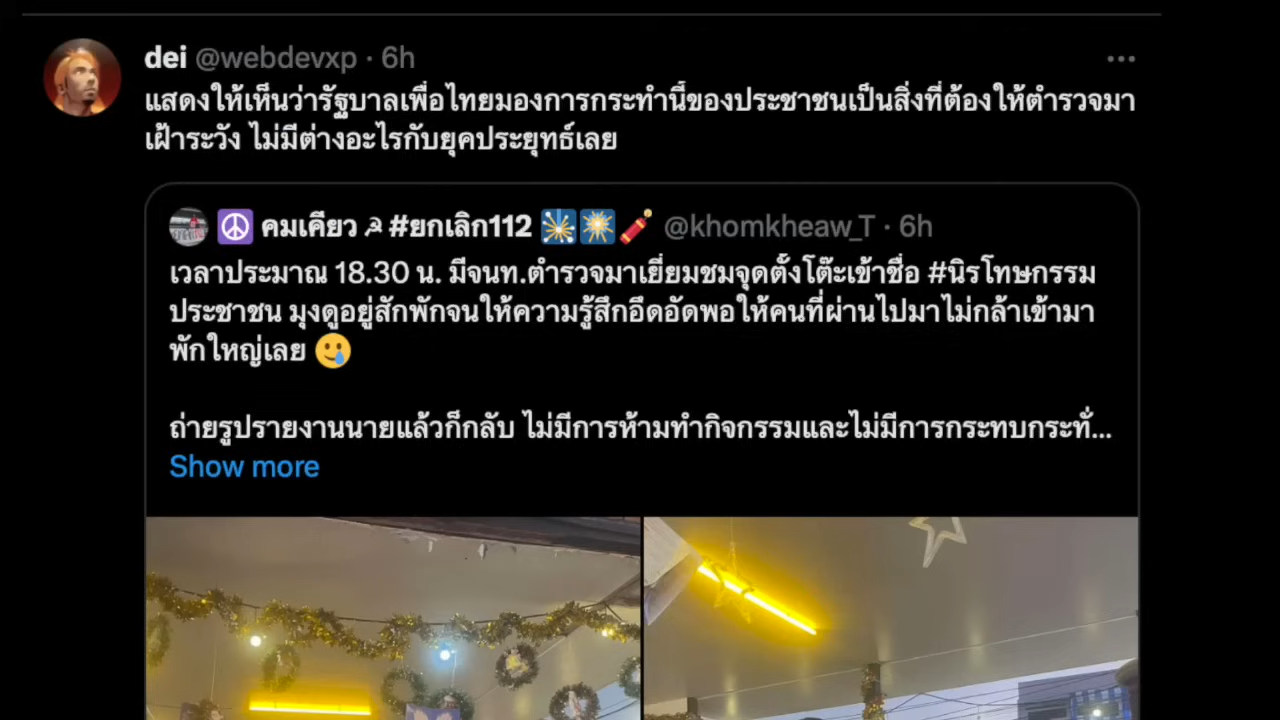 dei @webdevxp · 6h
แสดงให้เห็นว่ารัฐบาลเพื่อไทยมองการกระทำนี้ของประชาชนเป็นสิ่งที่ต้องให้ตำรวจมา
เฝ้าระวัง ไม่มีต่างอะไรกับยุคประยุทธ์เลย
คมเคียว ☭ #ยกเลิก112 @khomkheaw_T · 6h
เวลาประมาณ 18.30 น. มีจนท.ตำรวจมาเยี่ยมชมจุดตั้งโต๊ะเข้าชื่อ #นิรโทษกรรม
ประชาชน มุงดูอยู่สักพักจนให้ความรู้สึกอึดอัดพอให้คนที่ผ่านไปมาไม่กล้าเข้ามา
พักใหญ่เลย
ถ่ายรูปรายงานนายแล้วก็กลับ ไม่มีการห้ามทำกิจกรรมและไม่มีการกระทบกระทั่...
Show more